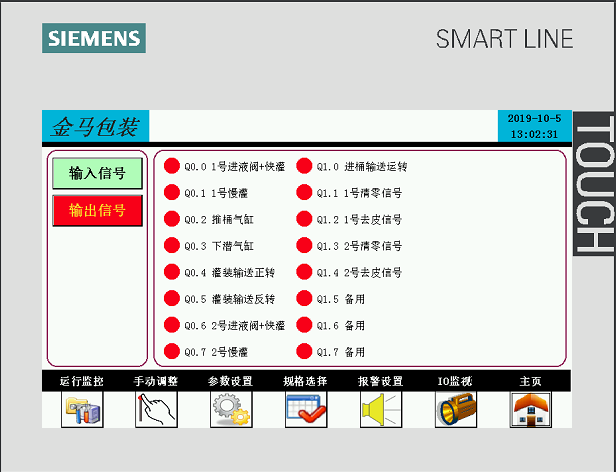 SIEMENS
SMART LINE
金马包装
2019-10-5
13:02:31
TOUCH
输入信号
输出信号
Q0.0 1号进液阀+快灌
Q0.1 1号慢灌
Q0.2 推桶气缸
Q0.3 下潜气缸
Q0.4 灌装输送正转
Q0.5 灌装输送反转
Q0.6 2号进液阀+快灌
Q0.7 2号慢灌
Q1.0 进桶输送运转
Q1.1 1号清零信号
Q1.2 1号去皮信号
Q1.3 2号清零信号
Q1.4 2号去皮信号
Q1.5 备用
Q1.6 备用
Q1.7 备用
运行监控 手动调整 参数设置 规格选择 报警设置 IO监视 主页